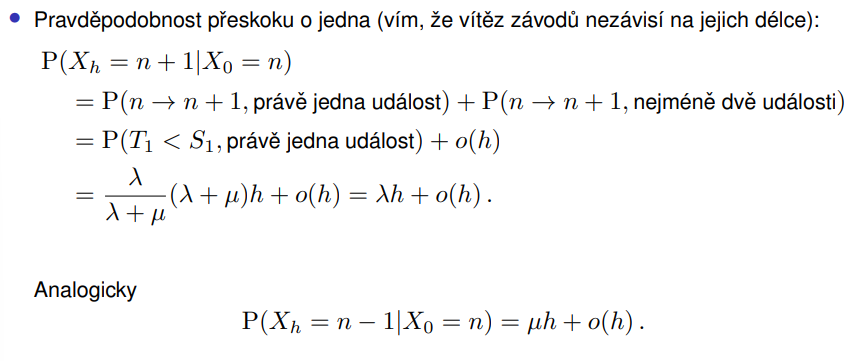 • Pravděpodobnost přeskoku o jedna (vím, že vítěz závodů nezávisí na jejich délce):
P(X_h = n + 1|X_0 = n)
= P(n → n + 1, právě jedna událost) + P(n → n + 1, nejméně dvě události)
= P(T_1 < S_1, právě jedna událost) + o(h)
= \frac{λ}{λ + μ}(λ + μ)h + o(h) = λh + o(h) .
Analogicky
P(X_h = n − 1|X_0 = n) = μh + o(h) .